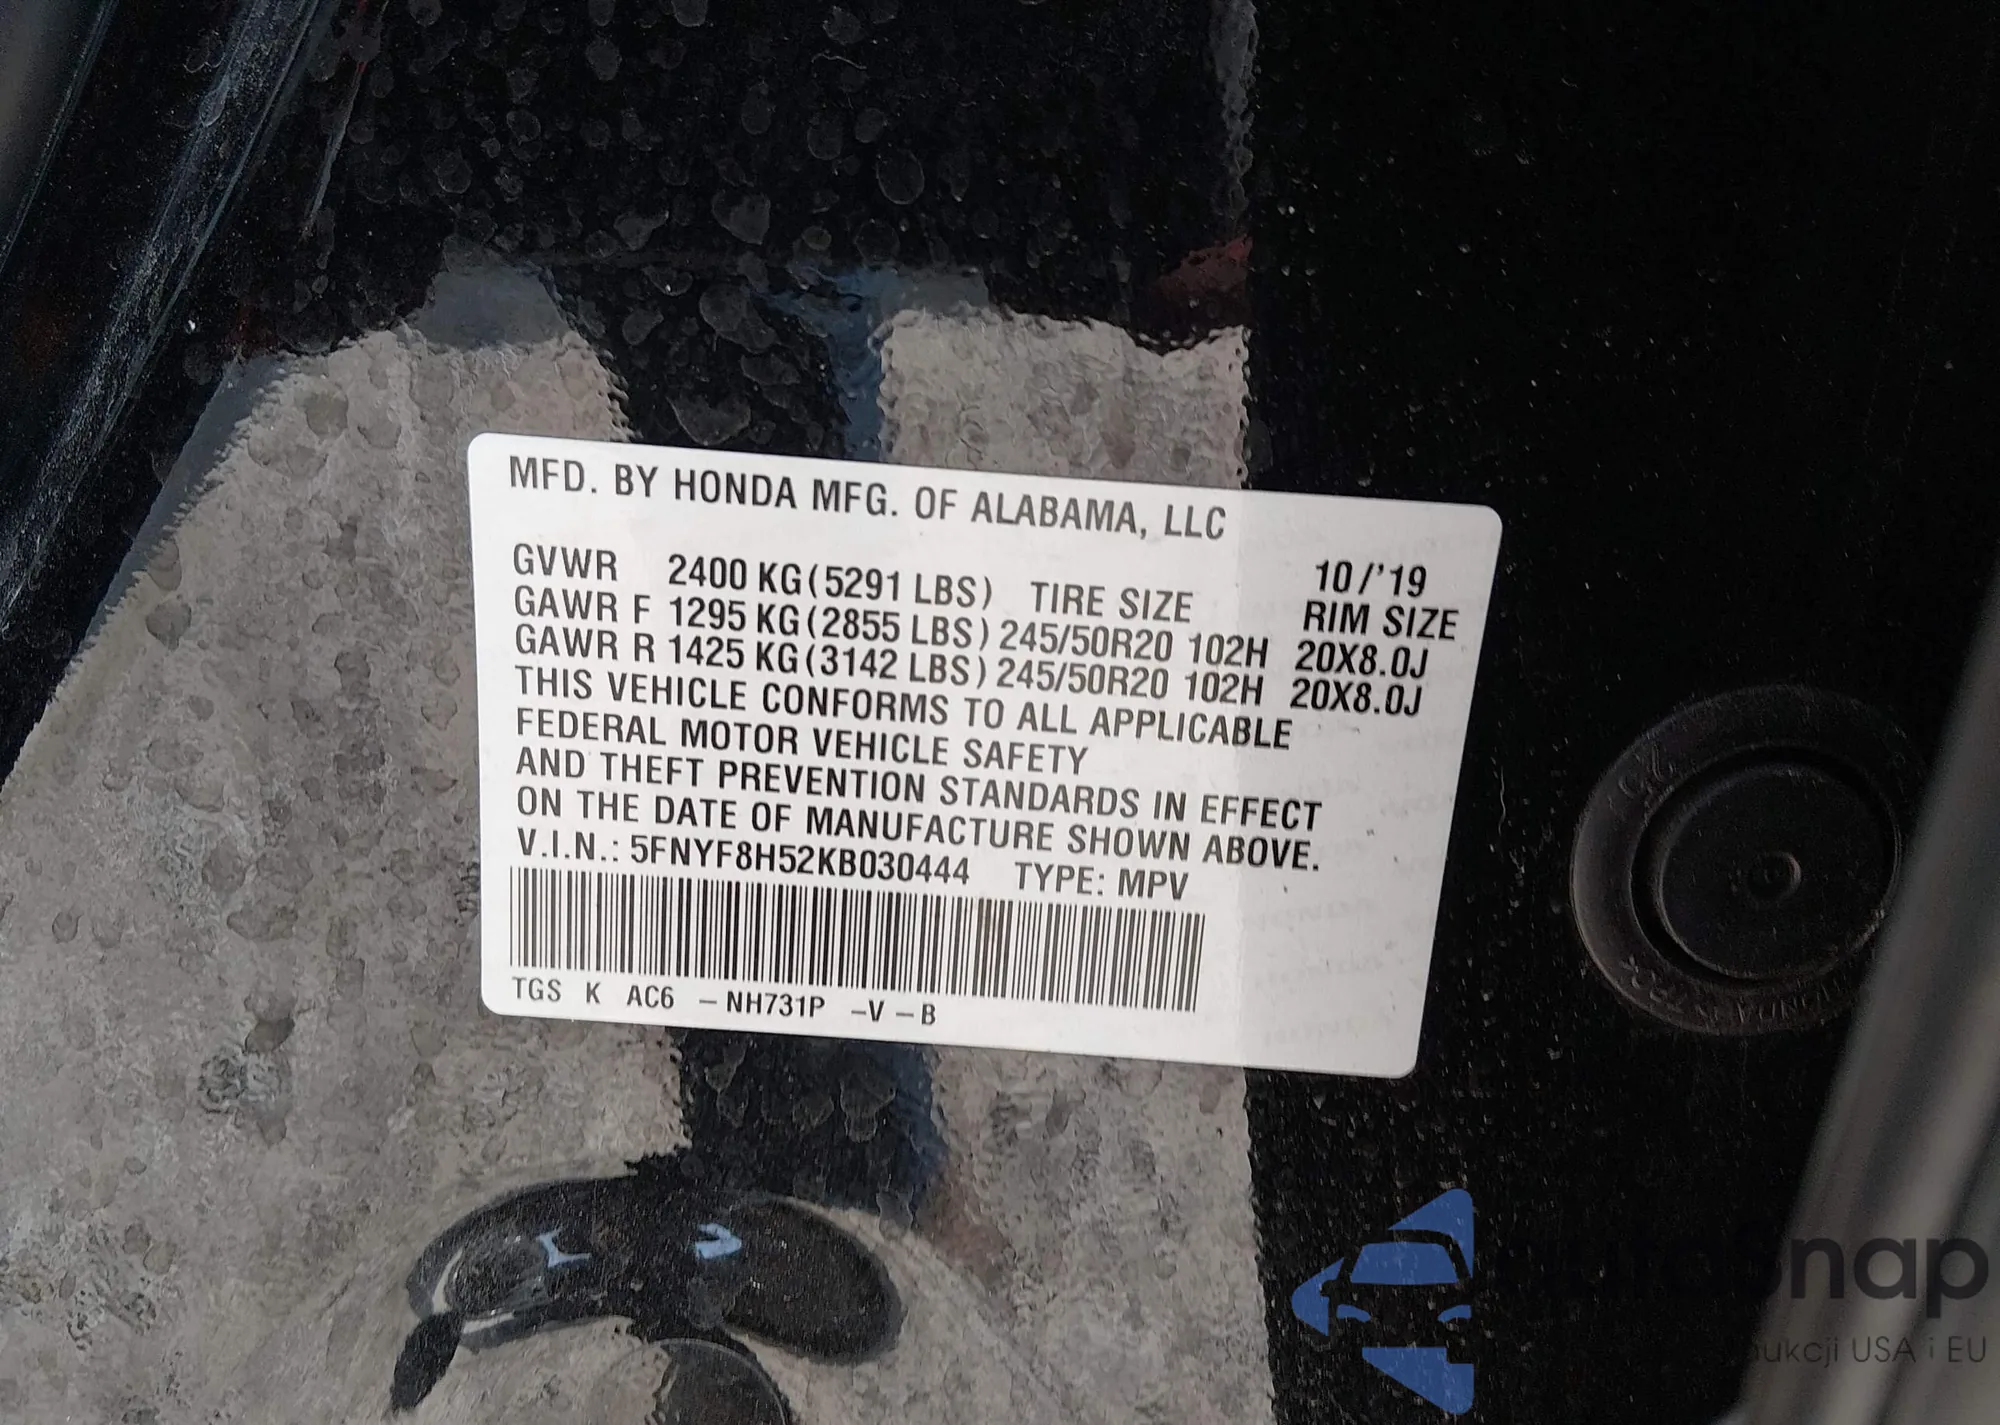 MFD. BY HONDA MFG. OF ALABAMA, LLC
10/'19
GVWR 2400 KG(5291 LBS) TIRE SIZE RIM SIZE
GAWR F 1295 KG(2855 LBS) 245/50R20 102H 20X8.0J
GAWR R 1425 KG(3142 LBS) 245/50R20 102H 20X8.0J
THIS VEHICLE CONFORMS TO ALL APPLICABLE
FEDERAL MOTOR VEHICLE SAFETY
AND THEFT PREVENTION STANDARDS IN EFFECT
ON THE DATE OF MANUFACTURE SHOWN ABOVE.
V.I.N.: 5FNYF8H52KB030444 TYPE: MPV
TGS K AC6 –NH731P –V –B
USA i EU